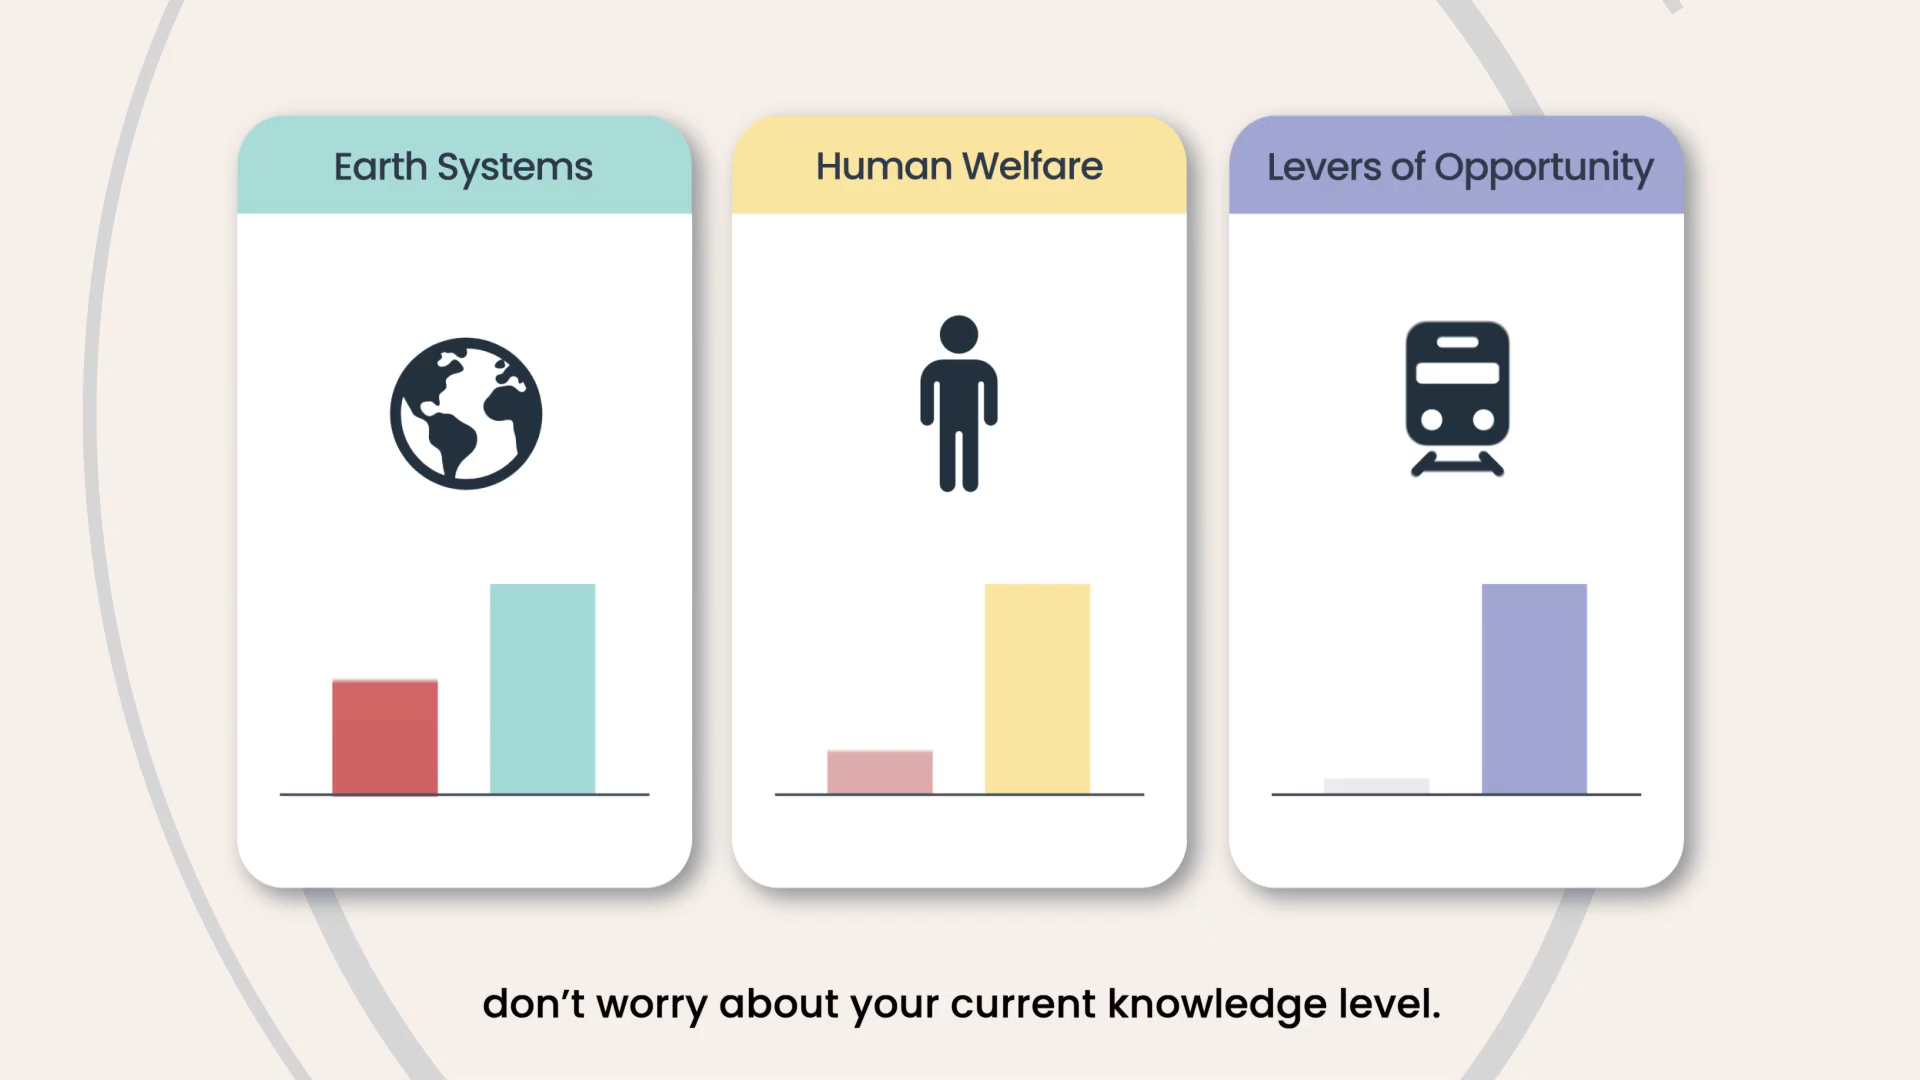 Earth Systems
Human Welfare
Levers of Opportunity
don’t worry about your current knowledge level.